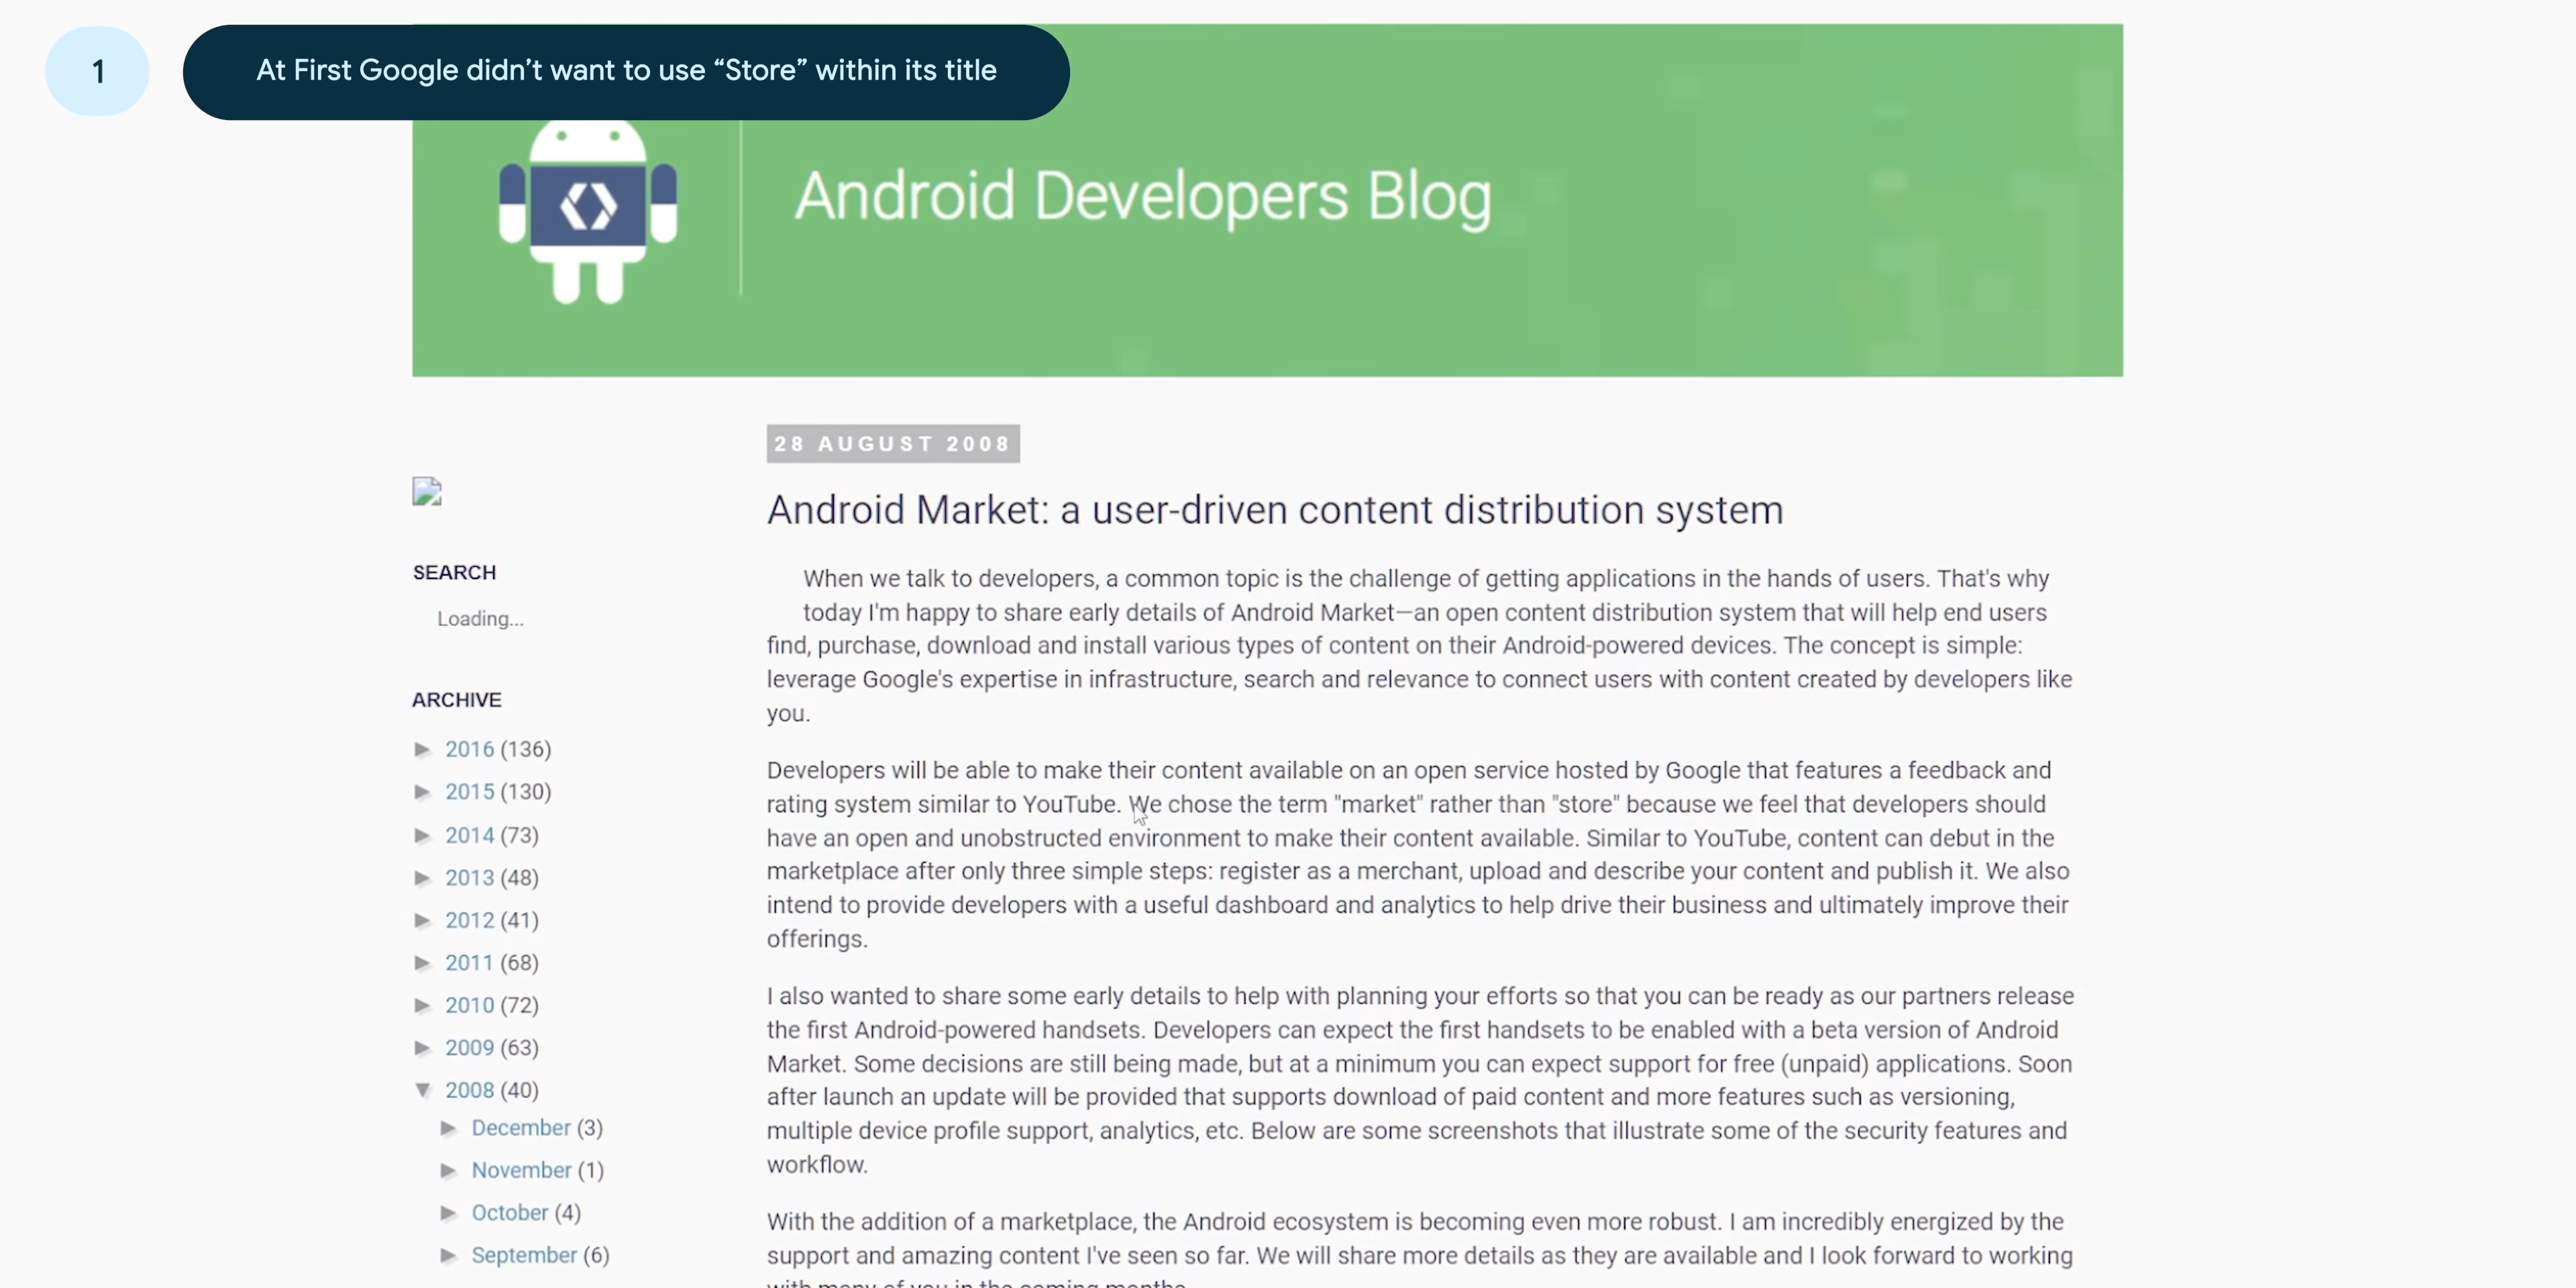 1
At First Google didn’t want to use “Store” within its title
Android Developers Blog
28 AUGUST 2008
Android Market: a user-driven content distribution system
When we talk to developers, a common topic is the challenge of getting applications in the hands of users. That's why
today I'm happy to share early details of Android Market—an open content distribution system that will help end users
find, purchase, download and install various types of content on their Android-powered devices. The concept is simple:
leverage Google's expertise in infrastructure, search and relevance to connect users with content created by developers like
you.
Developers will be able to make their content available on an open service hosted by Google that features a feedback and
rating system similar to YouTube. We chose the term "market" rather than "store" because we feel that developers should
have an open and unobstructed environment to make their content available. Similar to YouTube, content can debut in the
marketplace after only three simple steps: register as a merchant, upload and describe your content and publish it. We also
intend to provide developers with a useful dashboard and analytics to help drive their business and ultimately improve their
offerings.
I also wanted to share some early details to help with planning your efforts so that you can be ready as our partners release
the first Android-powered handsets. Developers can expect the first handsets to be enabled with a beta version of Android
Market. Some decisions are still being made, but at a minimum you can expect support for free (unpaid) applications. Soon
after launch an update will be provided that supports download of paid content and more features such as versioning,
multiple device profile support, analytics, etc. Below are some screenshots that illustrate some of the security features and
workflow.
With the addition of a marketplace, the Android ecosystem is becoming even more robust. I am incredibly energized by the
support and amazing content I've seen so far. We will share more details as they are available and I look forward to working
with many of you in the coming months.
SEARCH
Loading...
ARCHIVE
► 2016 (136)
► 2015 (130)
► 2014 (73)
► 2013 (48)
► 2012 (41)
► 2011 (68)
► 2010 (72)
► 2009 (63)
▼ 2008 (40)
► December (3)
► November (1)
► October (4)
► September (6)